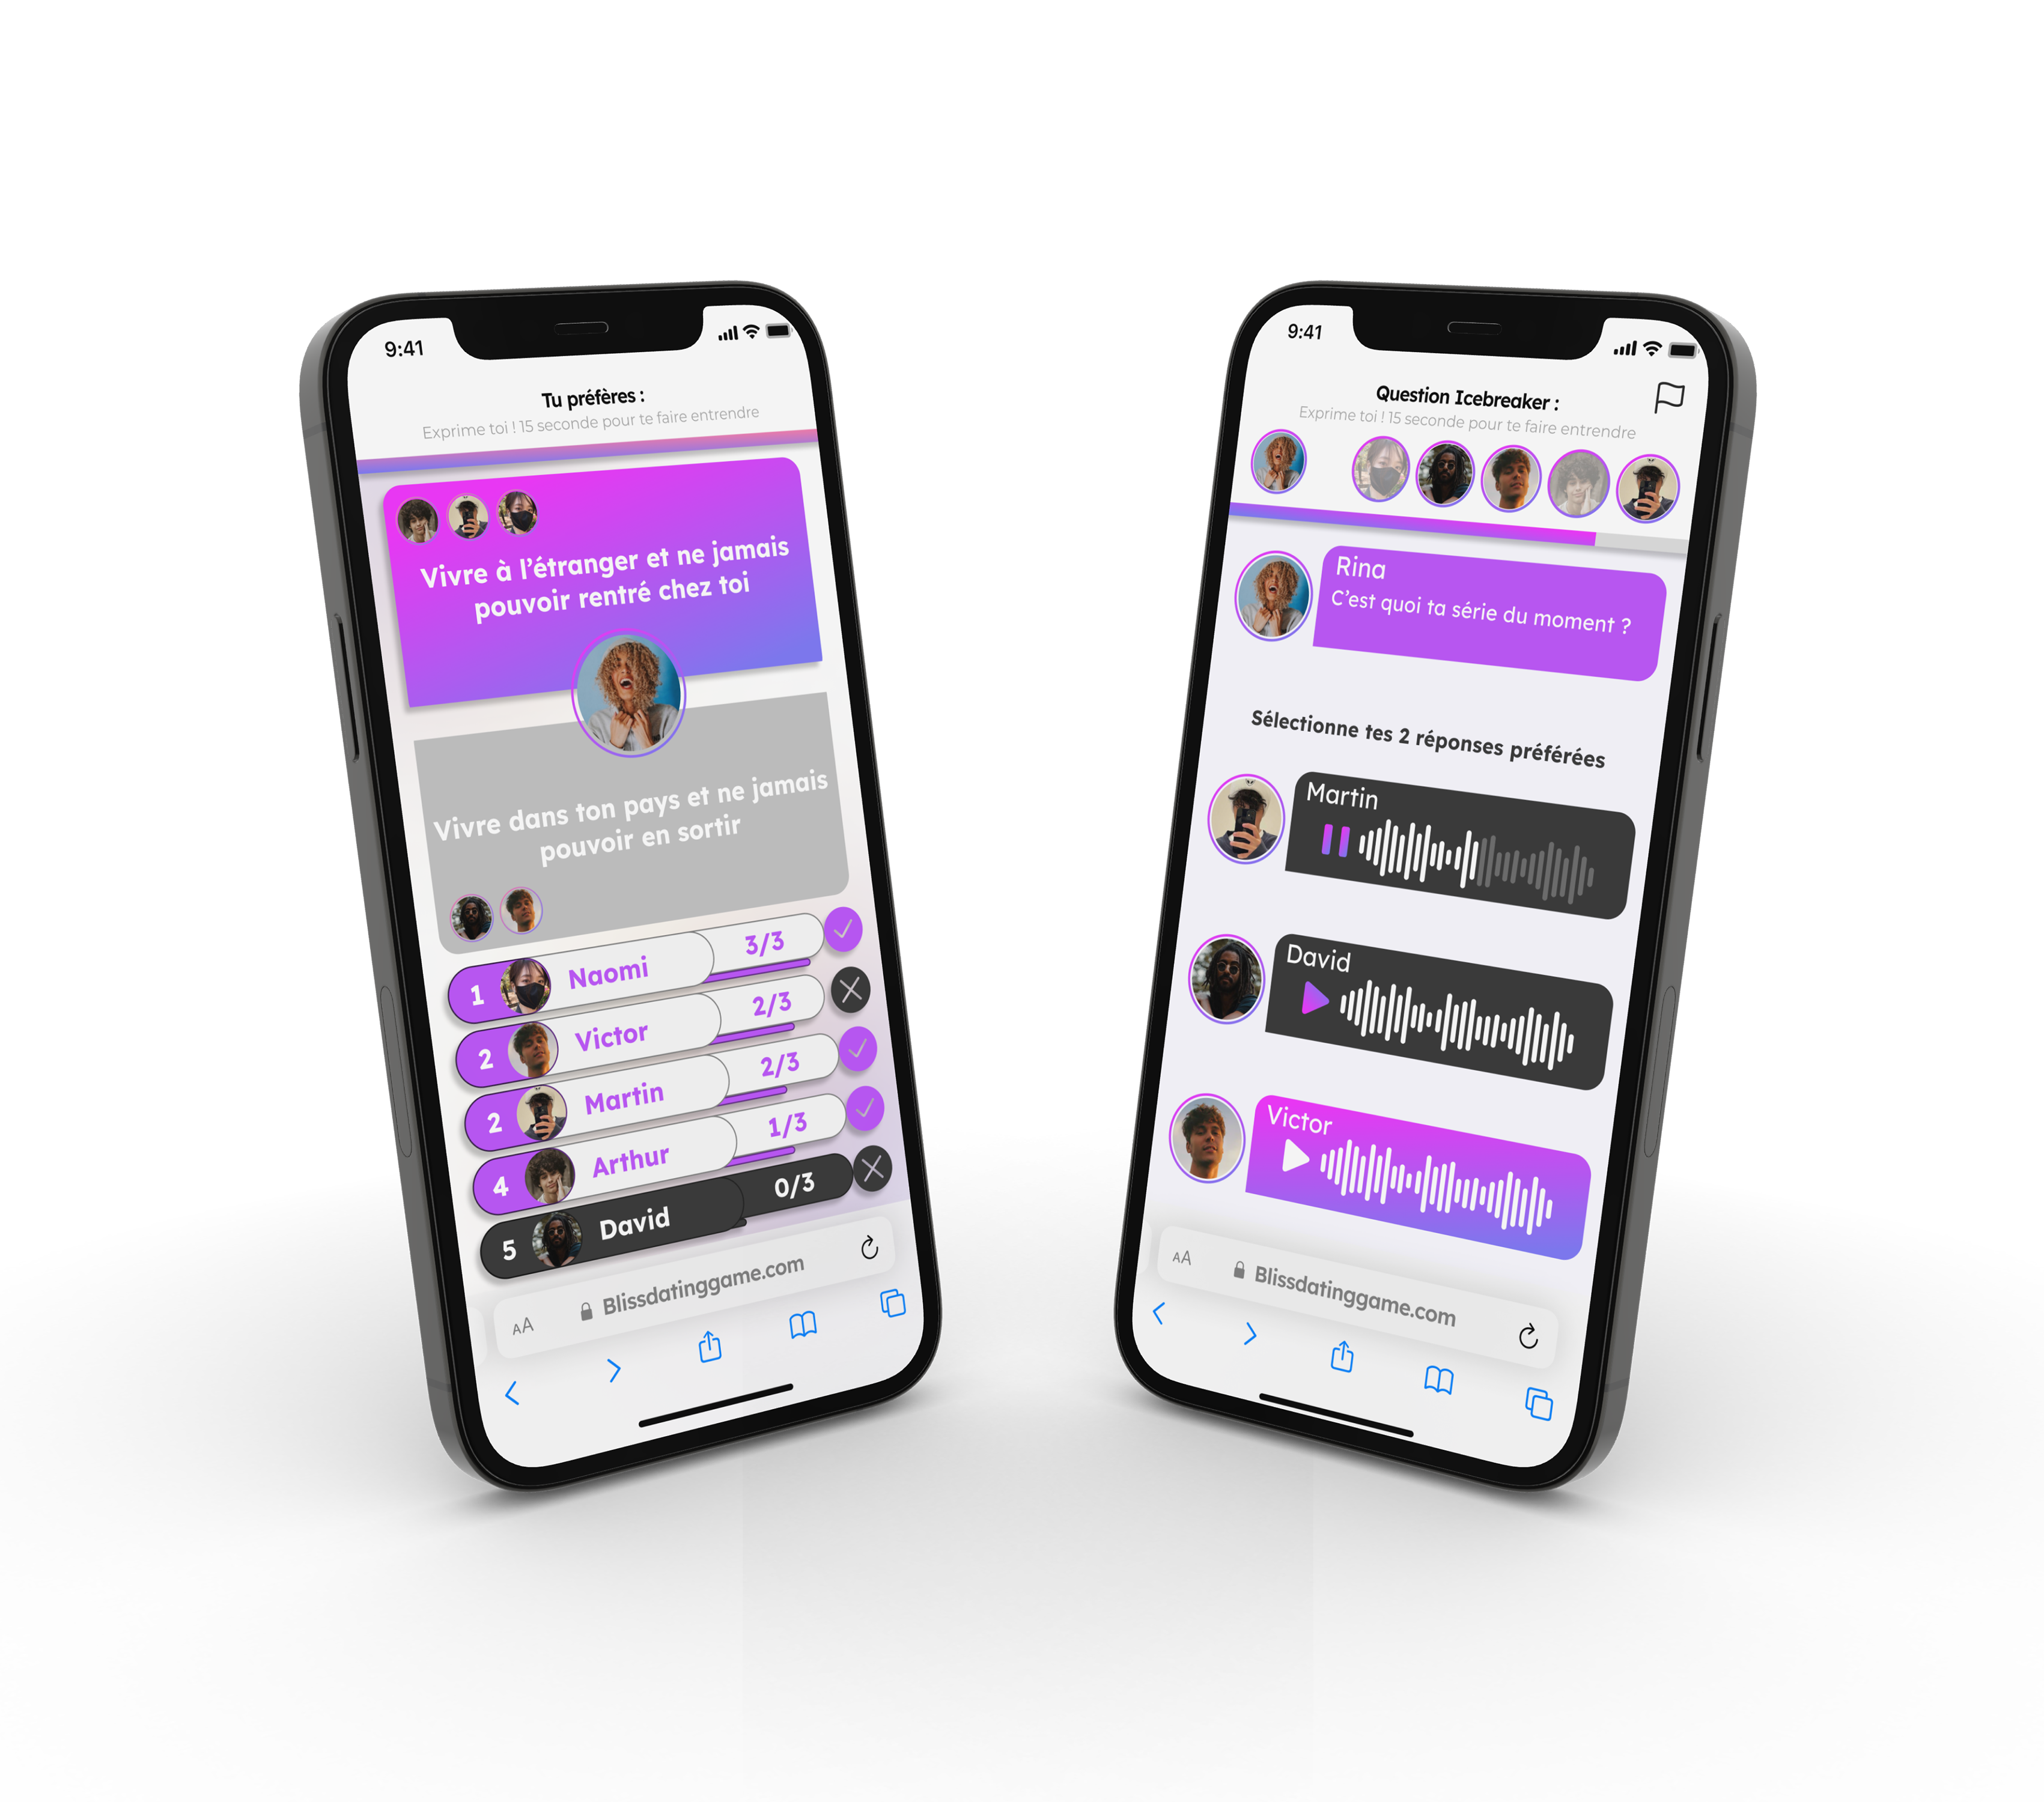 9:41
Tu préfères :
Exprime toi ! 15 seconde pour te faire entrendre
Vivre à l'étranger et ne jamais
pouvoir rentré chez toi
Vivre dans ton pays et ne jamais
pouvoir en sortir
1 Naomi 3/3
2 Victor 2/3
2 Martin 2/3
4 Arthur 1/3
5 David 0/3
AA Blissdatinggame.com
9:41
Question Icebreaker :
Exprime toi ! 15 seconde pour te faire entrendre
Rina
C'est quoi ta série du moment ?
Sélectionne tes 2 réponses préférées
Martin
David
Victor
AA Blissdatinggame.com